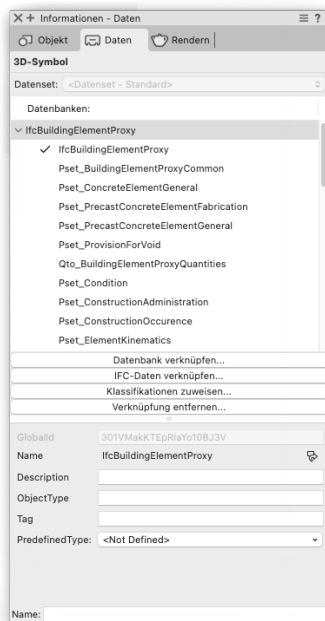 Informationen - Daten
?
Objekt
Daten
Rendern
3D-Symbol
Datenset: <Datenset - Standard>
Datenbanken:
IfcBuildingElementProxy
IfcBuildingElementProxy
Pset_BuildingElementProxyCommon
Pset_ConcreteElementGeneral
Pset_PrecastConcreteElementFabrication
Pset_PrecastConcreteElementGeneral
Pset_ProvisionForVoid
Qto_BuildingElementProxyQuantities
Pset_Condition
Pset_ConstructionAdministration
Pset_ConstructionOccurence
Pset_ElementKinematics
Datenbank verknüpfen...
IFC-Daten verknüpfen...
Klassifikationen zuweisen...
Verknüpfung entfernen...
GlobalId 301VMakKTEpRlaYo10BJ3V
Name IfcBuildingElementProxy
Description
ObjectType
Tag
PredefinedType: <Not Defined>
Name: